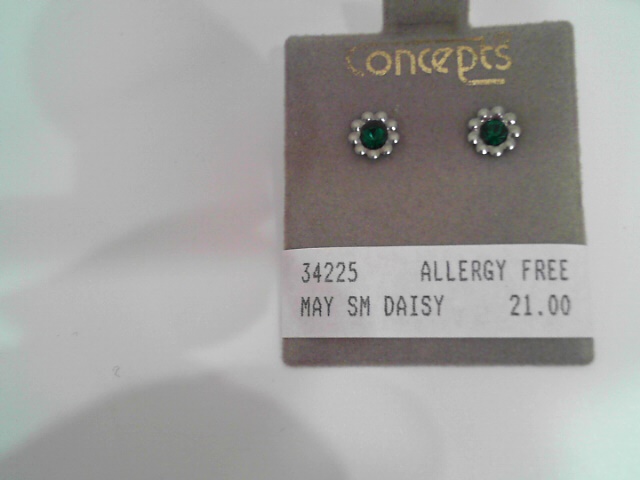 Concepts
34225 ALLERGY FREE
MAY SM DAISY 21.00